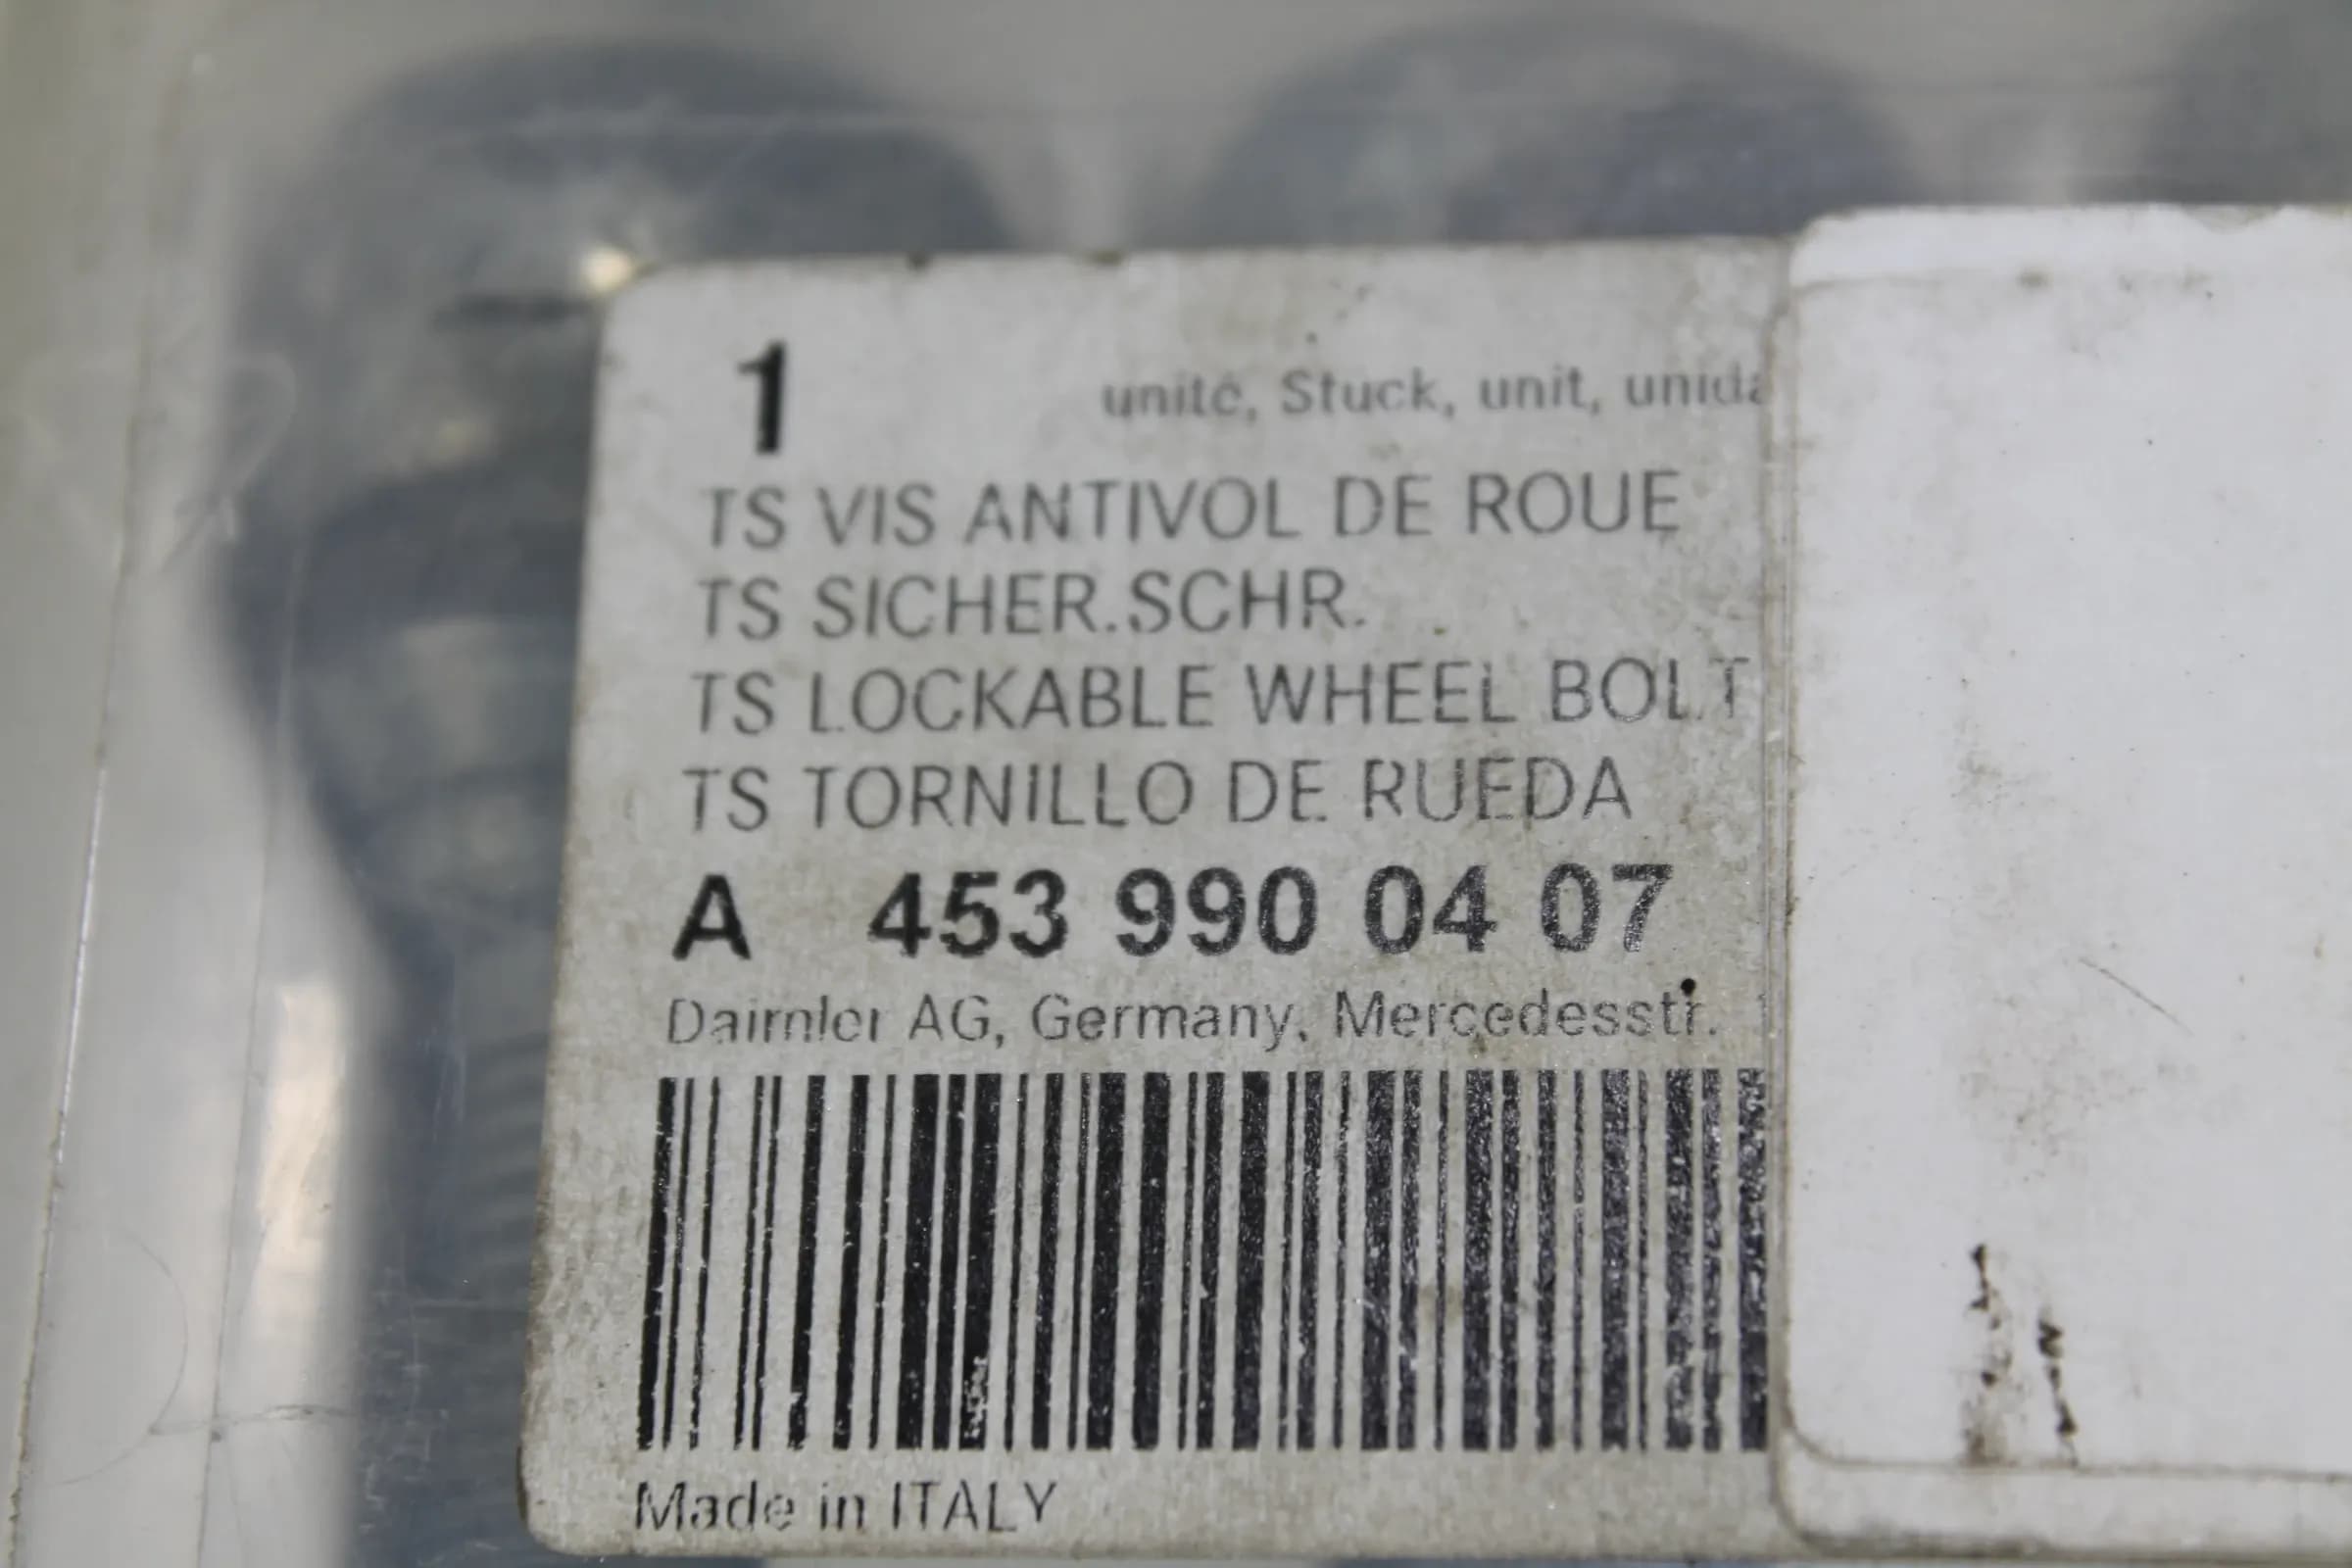 1
unité, Stuck, unit, unida
TS VIS ANTIVOL DE ROUE
TS SICHER.SCHR.
TS LOCKABLE WHEEL BOLT
TS TORNILLO DE RUEDA
A 453 990 04 07
Daimler AG, Germany, Mercedesstr.
Made in ITALY